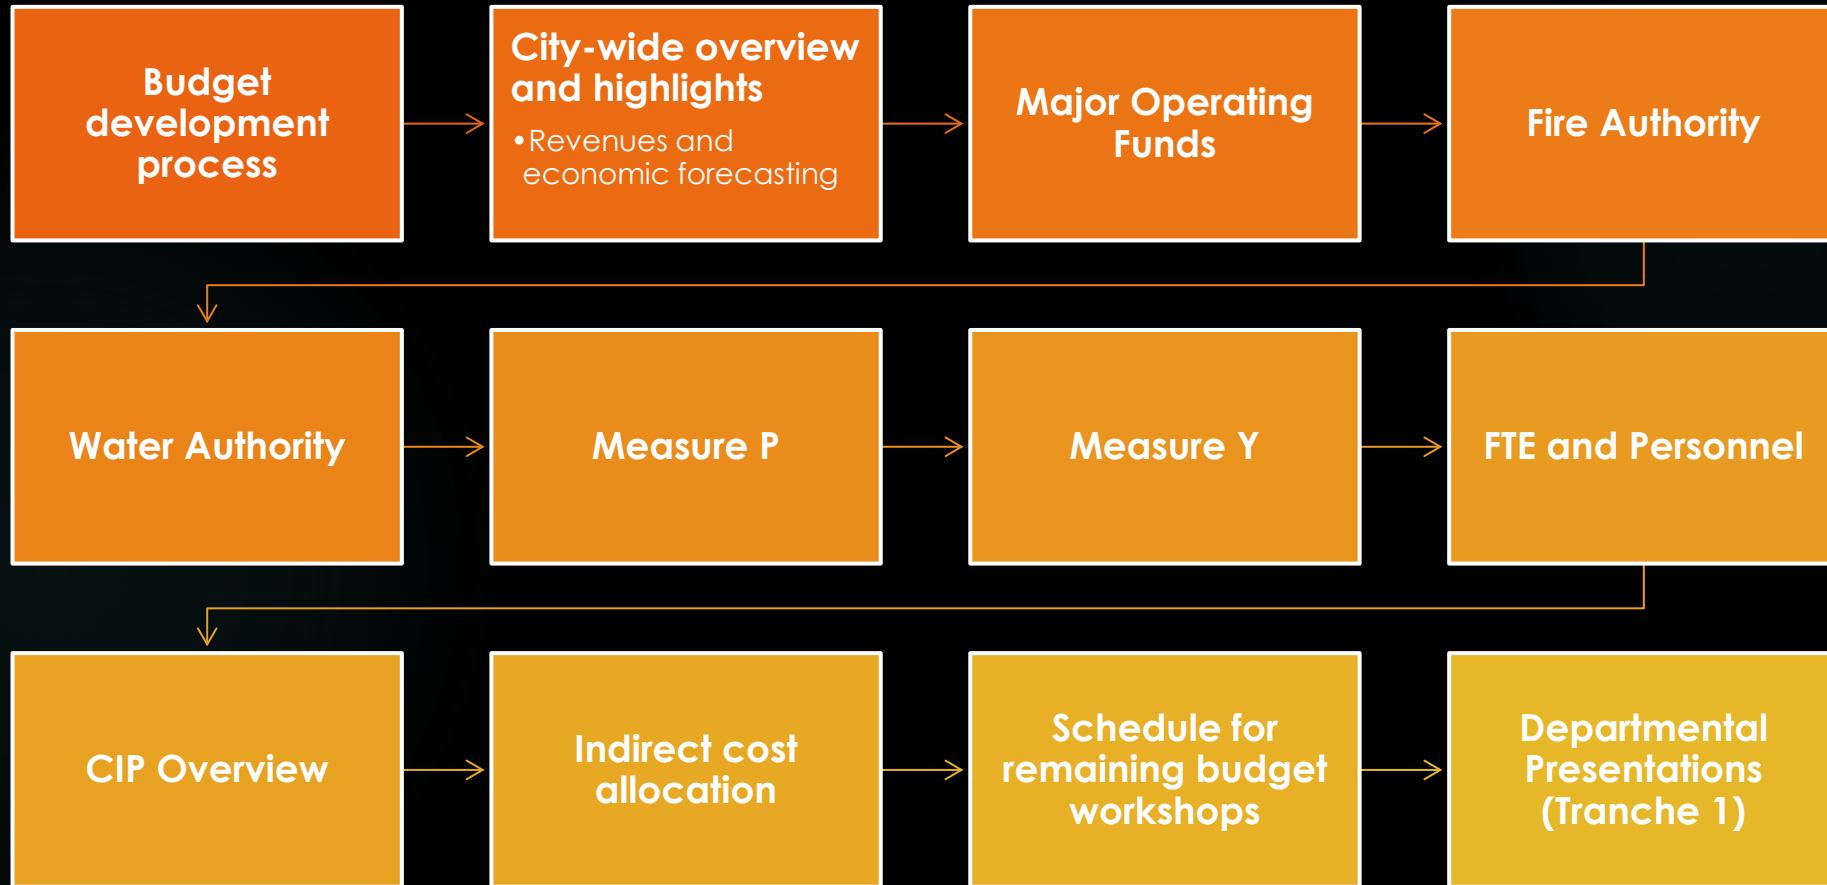 Budget
development
process
City-wide overview
and highlights
•Revenues and
economic forecasting
Major Operating
Funds
Fire Authority
Water Authority
Measure P
Measure Y
FTE and Personnel
CIP Overview
Indirect cost
allocation
Schedule for
remaining budget
workshops
Departmental
Presentations
(Tranche 1)